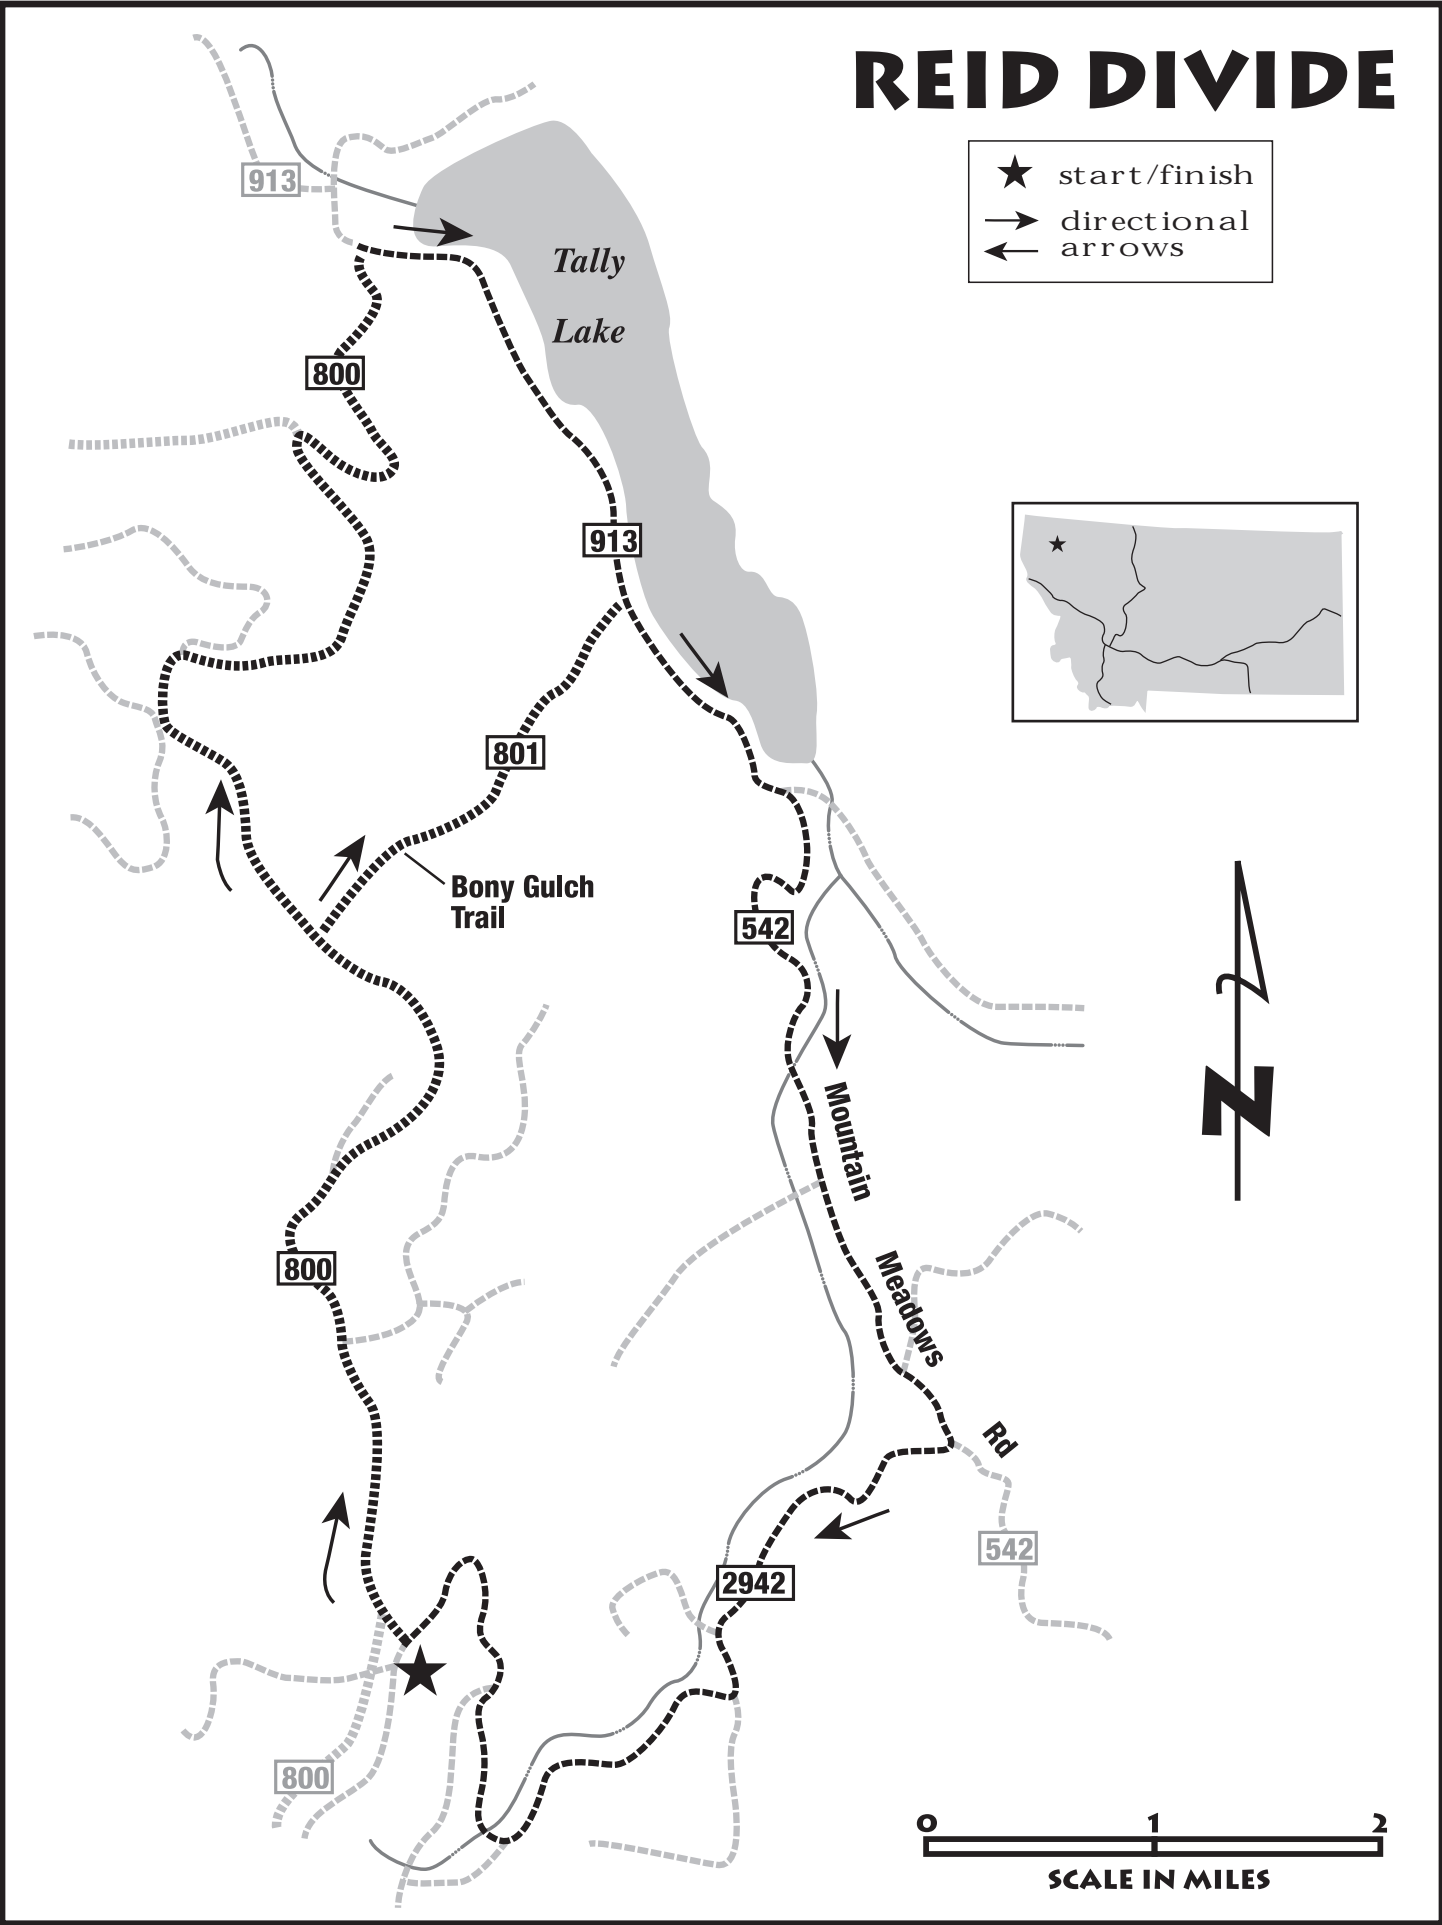 REID DIVIDE
start/finish
directional
arrows
913
Tally
Lake
800
913
801
Bony Gulch
Trail
542
Mountain
Meadows
Rd
800
N
542
2942
800
0 1 2
SCALE IN MILES